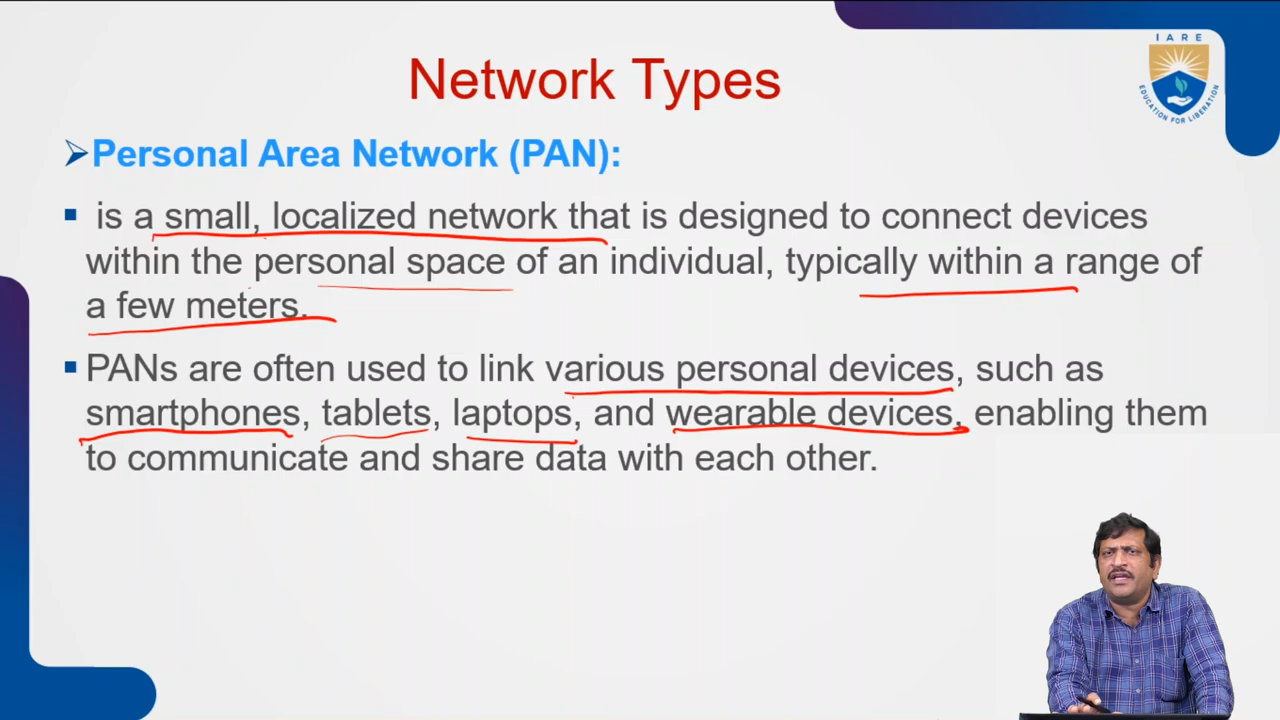 IARE
EDUCATION FOR LIBERATION
Network Types
Personal Area Network (PAN):
is a small, localized network that is designed to connect devices
within the personal space of an individual, typically within a range of
a few meters.
PANs are often used to link various personal devices, such as
smartphones, tablets, laptops, and wearable devices, enabling them
to communicate and share data with each other.